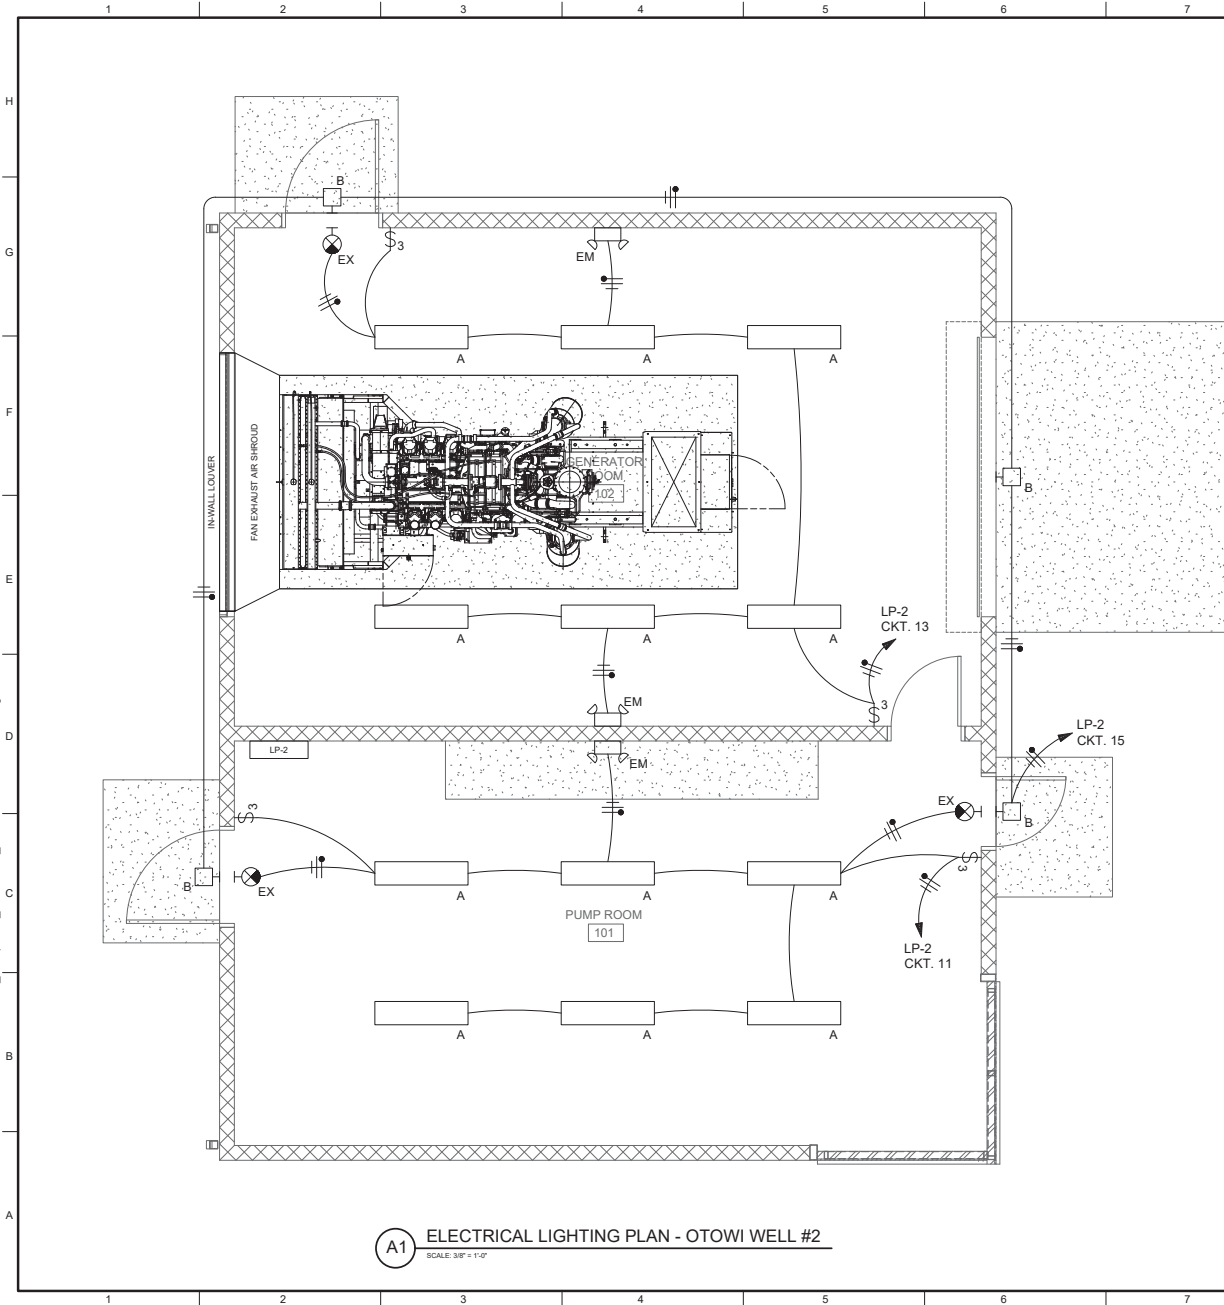 1 2 3 4 5 6 7
H
B
G
3
EX
EM
A A A
F
IN-WALL LOUVER
FAN EXHAUST AIR SHROUD
GENERATOR
ROOM
102
B
E
A A A
LP-2
CKT. 13
3
EM
D
LP-2
EM
LP-2
CKT. 15
3
EX
B
3
B
EX
C
A A A
PUMP ROOM
101
LP-2
CKT. 11
A A A
B
A
A1
ELECTRICAL LIGHTING PLAN - OTOWI WELL #2
SCALE: 3/8" = 1'-0"
1 2 3 4 5 6 7